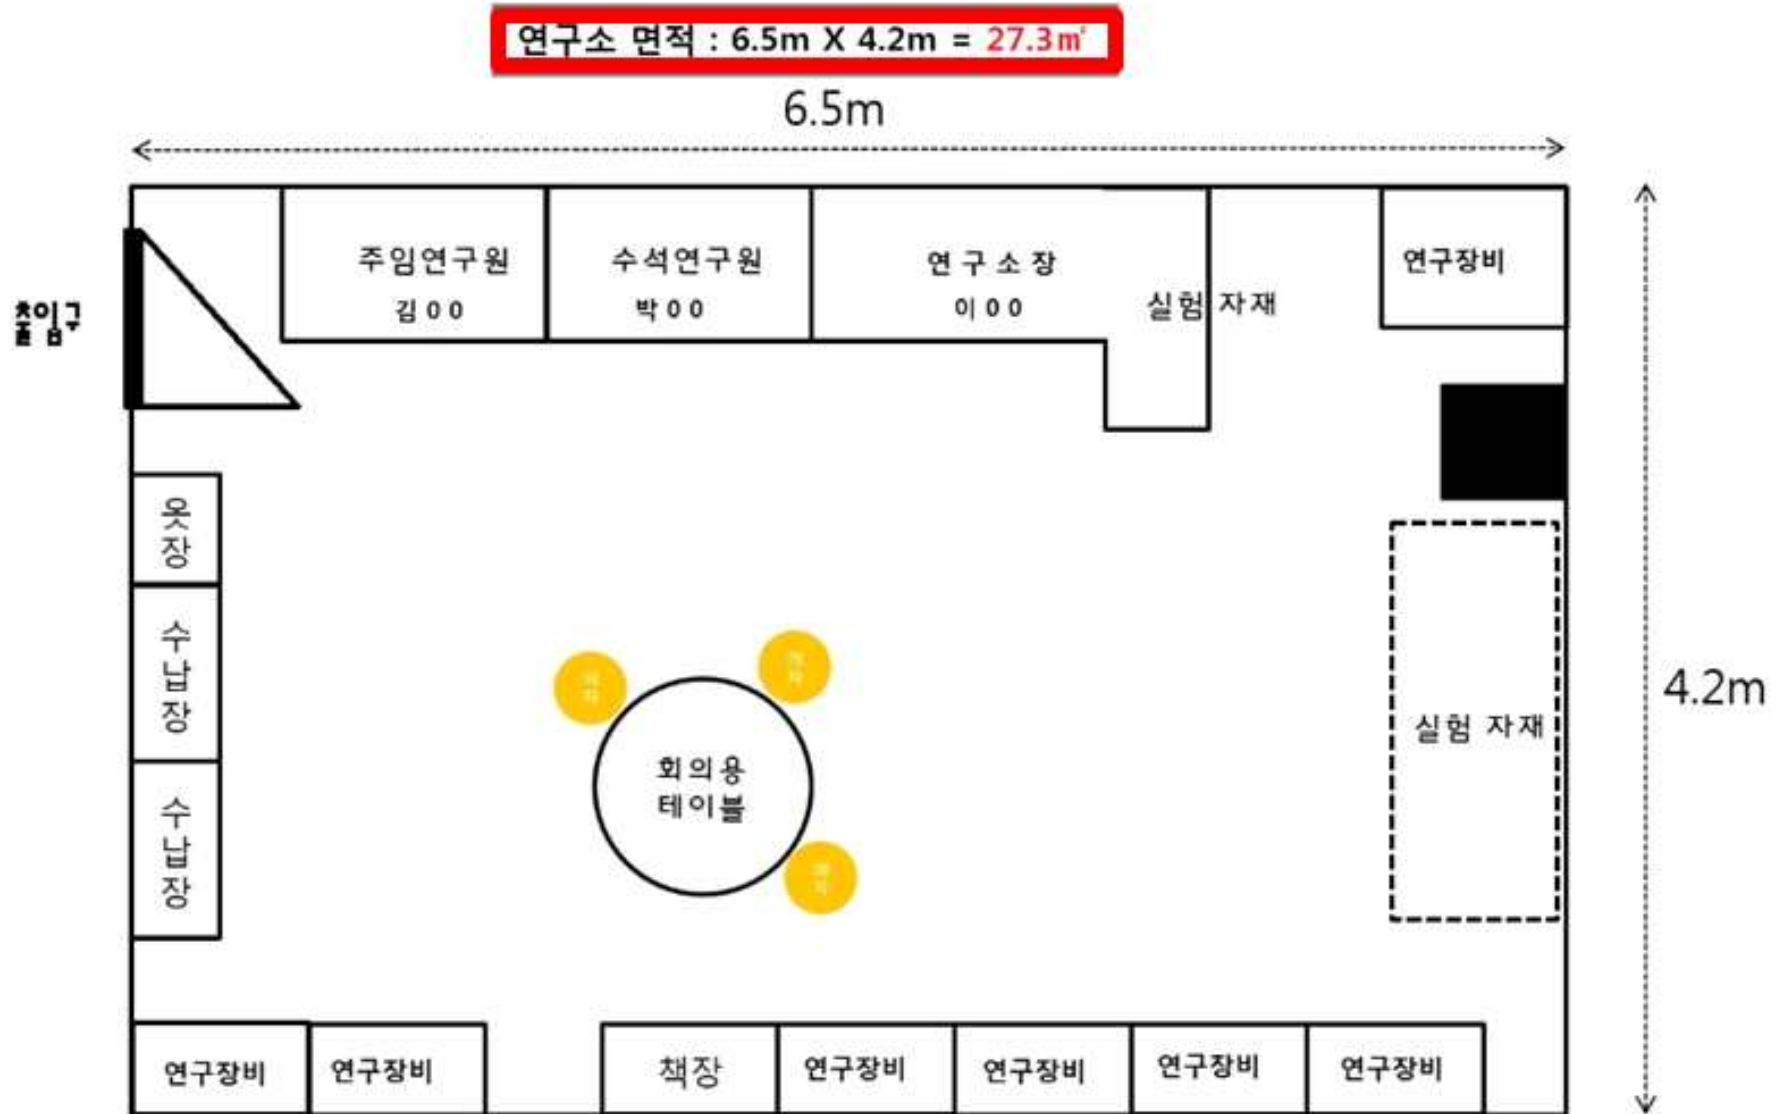 연구소 면적 : 6.5m X 4.2m = 27.3㎡
6.5m
주임연구원
김00
수석연구원
박00
연구소장
이00
실험 자재
연구장비
출입구
옷장
수납장
수납장
4.2m
실험 자재
회의용
테이블
연구장비
연구장비
책장
연구장비
연구장비
연구장비
연구장비